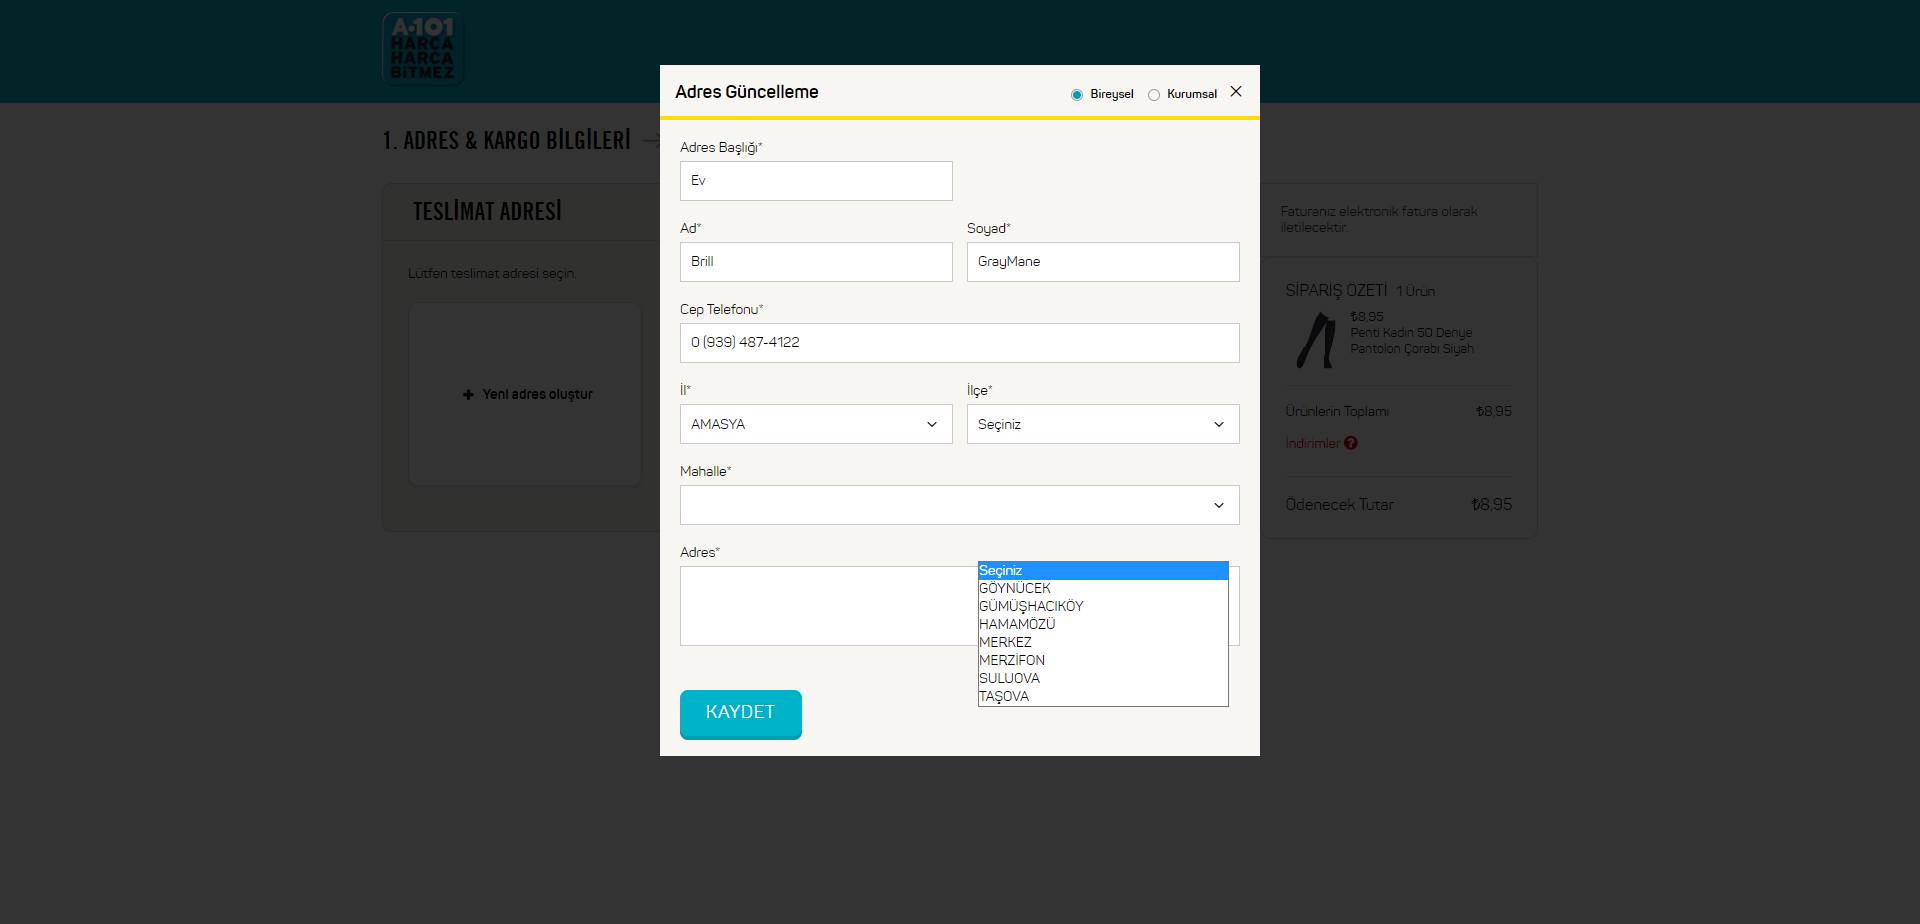 A•101
HARCA
HARCA
BİTMEZ
1. ADRES & KARGO BİLGİLERİ
TESLİMAT ADRESİ
Lütfen teslimat adresi seçin.
Yeni adres oluştur
Adres Güncelleme
Bireysel
Kurumsal
Adres Başlığı*
Ev
Ad*
Soyad*
Brill
GrayMane
Cep Telefonu*
0 (939) 487-4122
İl*
İlçe*
AMASYA
Seçiniz
Mahalle*
Adres*
Seçiniz
GÖYNÜCEK
GÜMÜŞHACIKÖY
HAMAMÖZÜ
MERKEZ
MERZİFON
SULUOVA
TAŞOVA
KAYDET
Faturanız elektronik fatura olarak
iletilecektir.
SİPARİŞ ÖZETİ 1 Ürün
₺8,95
Penti Kadın 50 Denye
Pantolon Çorabı Siyah
Ürünlerin Toplamı ₺8,95
İndirimler ?
Ödenecek Tutar ₺8,95